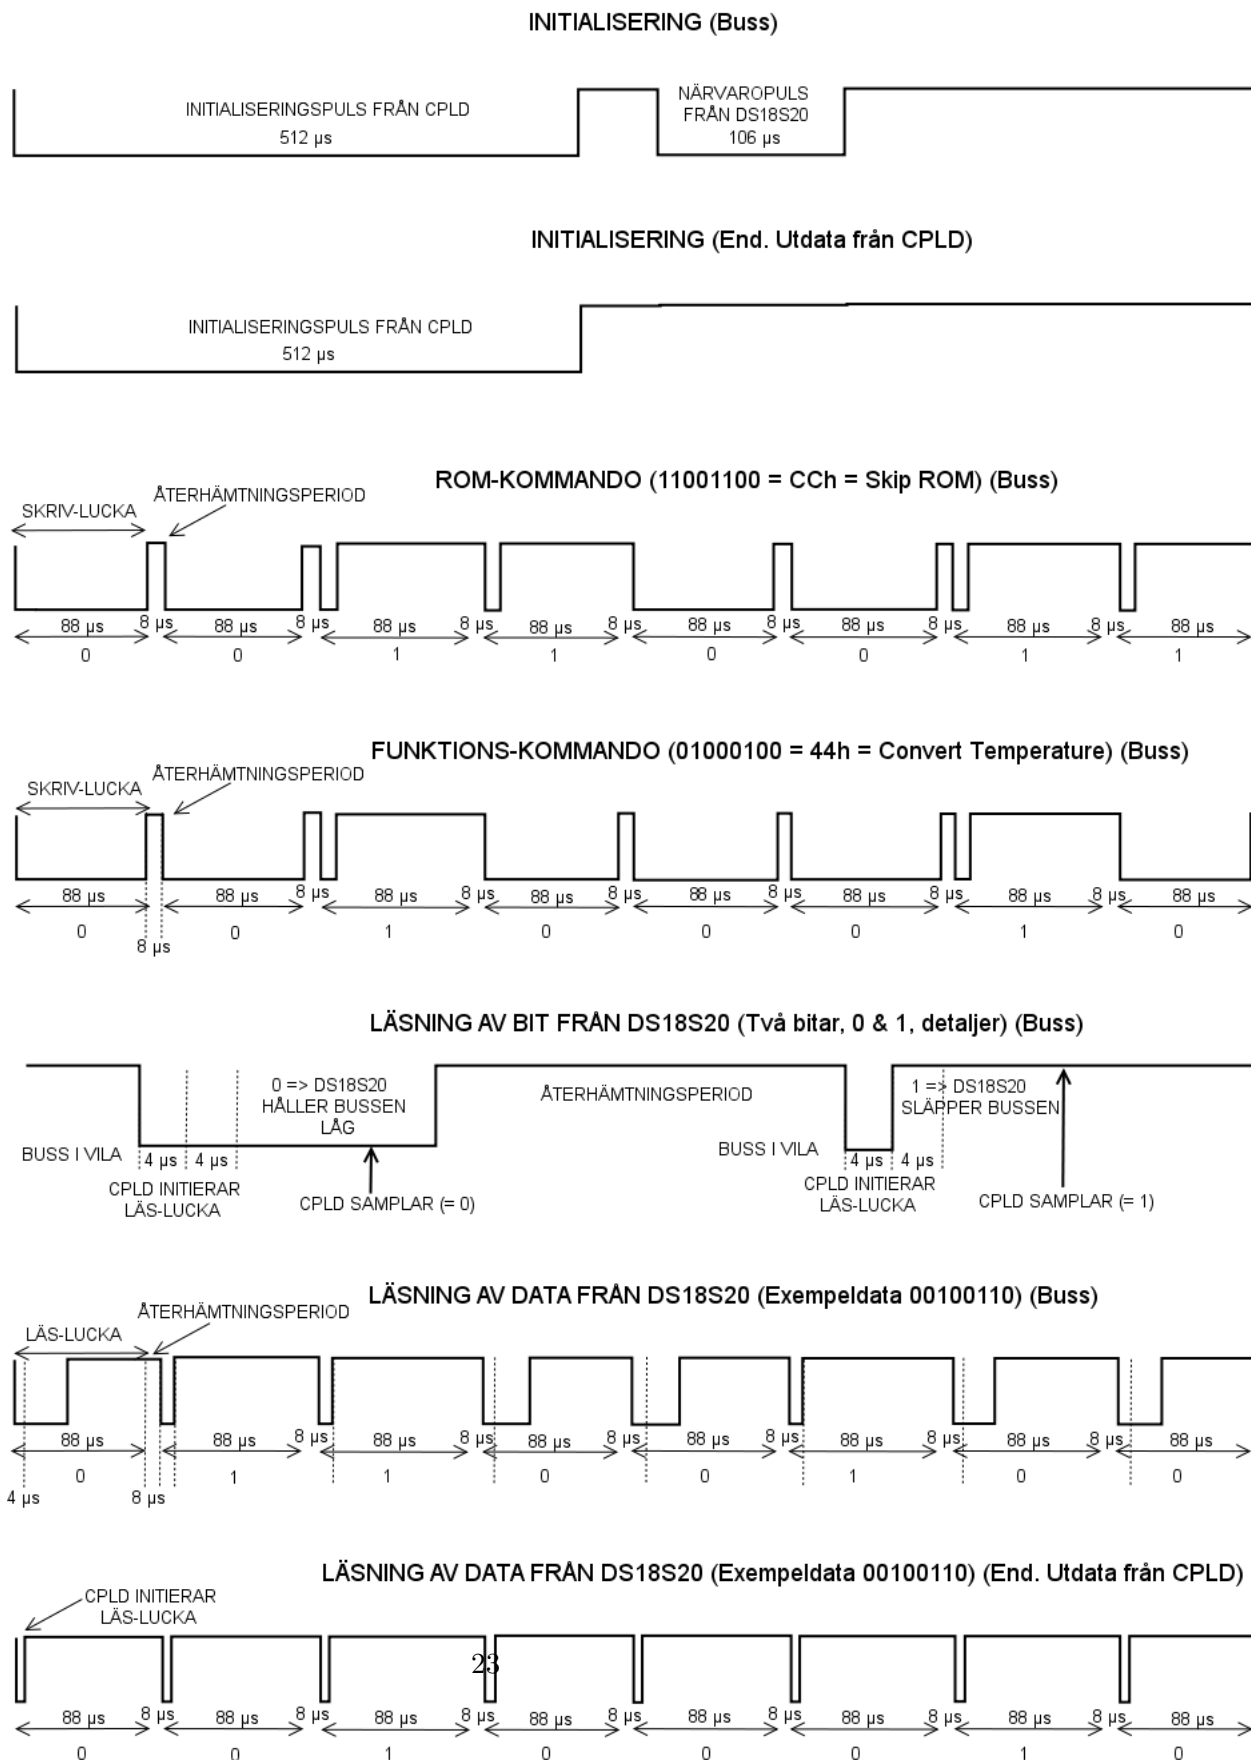 INITIALISERING (Buss)
INITIALISERINGSPULS FRÅN CPLD
512 µs
NÄRVAROPULS
FRÅN DS18S20
106 µs
INITIALISERING (End. Utdata från CPLD)
INITIALISERINGSPULS FRÅN CPLD
512 µs
ROM-KOMMANDO (11001100 = CCh = Skip ROM) (Buss)
SKRIV-LUCKA
ÅTERHÄMTNINGSPERIOD
88 µs 8 µs 88 µs 8 µs 88 µs 8 µs 88 µs 8 µs 88 µs 8 µs 88 µs 8 µs 88 µs 8 µs 88 µs
0 0 1 1 0 0 1 1
FUNKTIONS-KOMMANDO (01000100 = 44h = Convert Temperature) (Buss)
SKRIV-LUCKA
ÅTERHÄMTNINGSPERIOD
88 µs 88 µs 8 µs 88 µs 8 µs 88 µs 8 µs 88 µs 8 µs 88 µs 8 µs 88 µs 8 µs 88 µs
0 8 µs 0 1 0 0 0 1 0
LÄSNING AV BIT FRÅN DS18S20 (Två bitar, 0 & 1, detaljer) (Buss)
0 => DS18S20
HÅLLER BUSSEN
LÅG
ÅTERHÄMTNINGSPERIOD
1 => DS18S20
SLÄPPER BUSSEN
BUSS I VILA
4 µs 4 µs
CPLD INITIERAR
LÄS-LUCKA
CPLD SAMPLAR (= 0)
BUSS I VILA
4 µs 4 µs
CPLD INITIERAR
LÄS-LUCKA
CPLD SAMPLAR (= 1)
LÄSNING AV DATA FRÅN DS18S20 (Exempeldata 00100110) (Buss)
LÄS-LUCKA
ÅTERHÄMTNINGSPERIOD
88 µs 88 µs 8 µs 88 µs 8 µs 88 µs 8 µs 88 µs 8 µs 88 µs 8 µs 88 µs 8 µs 88 µs
0 1 1 0 0 1 0 0
4 µs 8 µs
LÄSNING AV DATA FRÅN DS18S20 (Exempeldata 00100110) (End. Utdata från CPLD)
CPLD INITIERAR
LÄS-LUCKA
23
88 µs 8 µs 88 µs 8 µs 88 µs 8 µs 88 µs 8 µs 88 µs 8 µs 88 µs 8 µs 88 µs 8 µs 88 µs
0 0 1 0 0 0 1 0